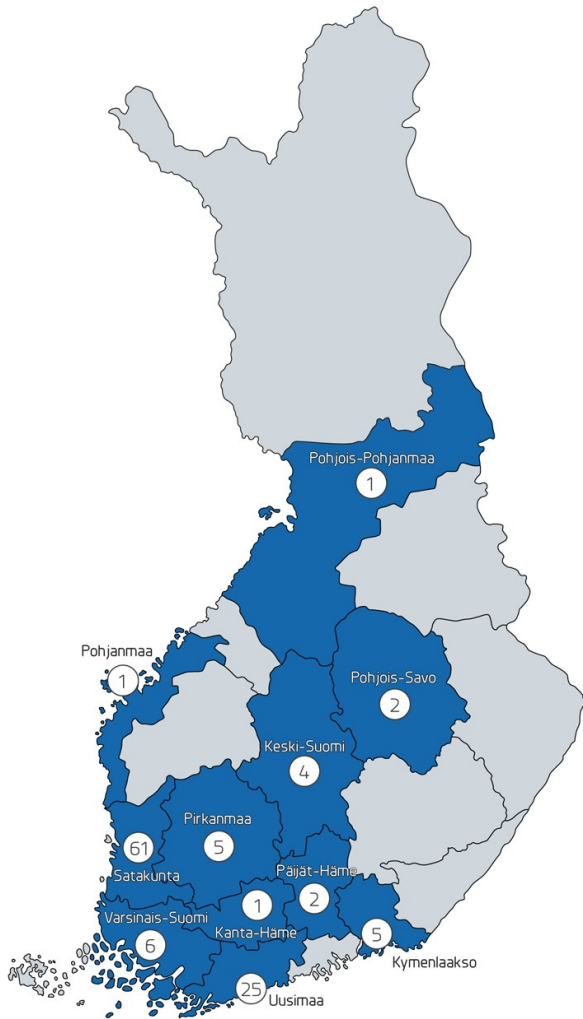 Pohjois-Pohjanmaa
1
Pohjanmaa
1
Pohjois-Savo
2
Keski-Suomi
4
Pirkanmaa
5
61
Satakunta
Päijät-Häme
2
1
Kanta-Häme
Varsinais-Suomi
6
5
Kymenlaakso
25
Uusimaa